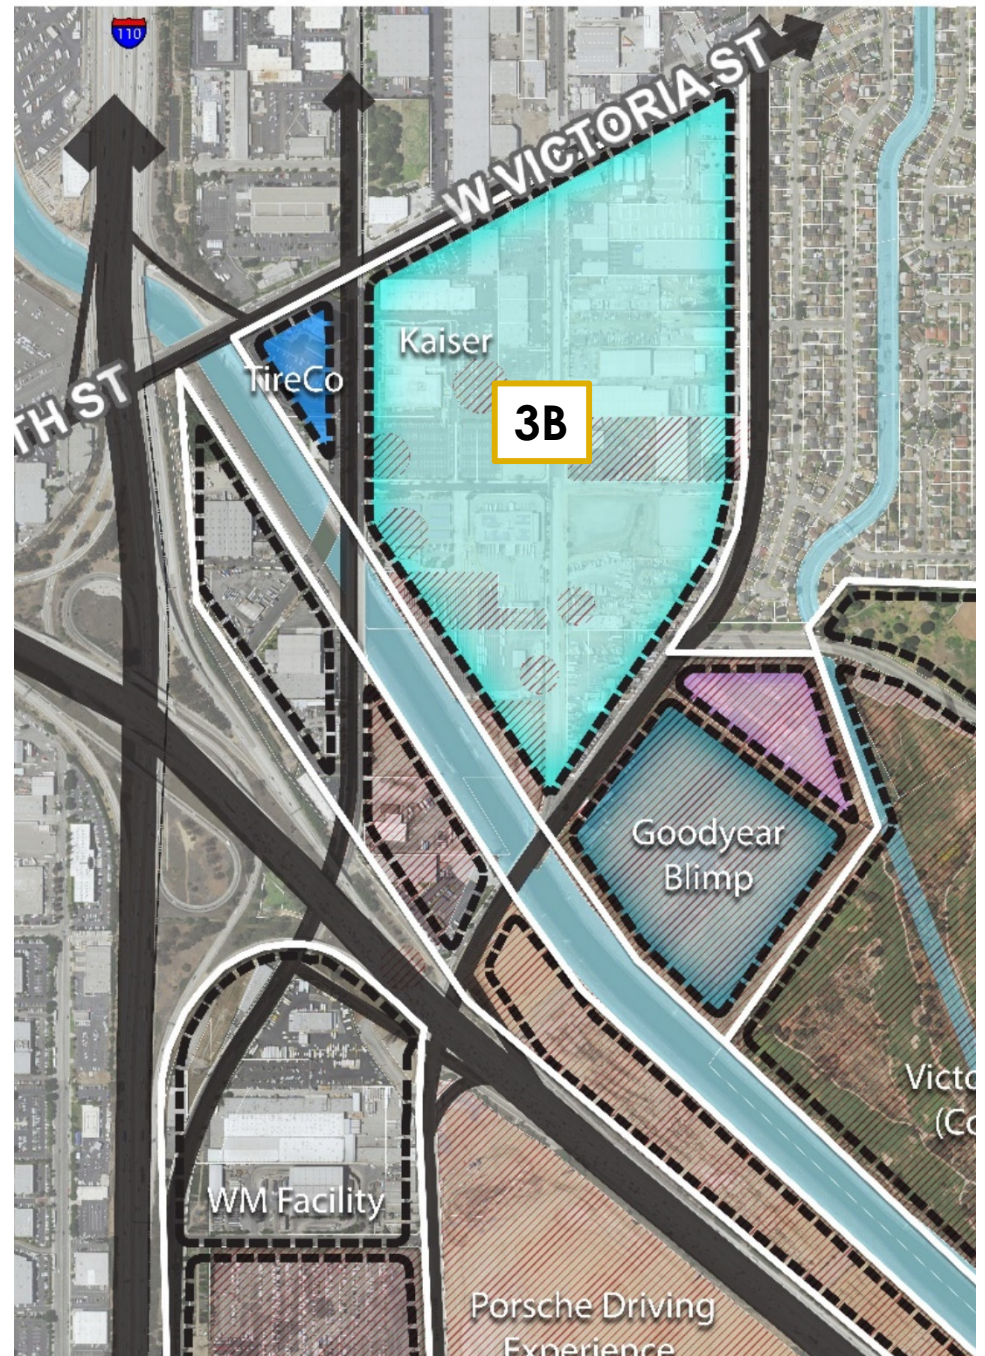 110
W VICTORIA ST
TH ST
Kaiser
TireCo
3B
Goodyear
Blimp
Victo
(Co
WM Facility
Porsche Driving
Experience